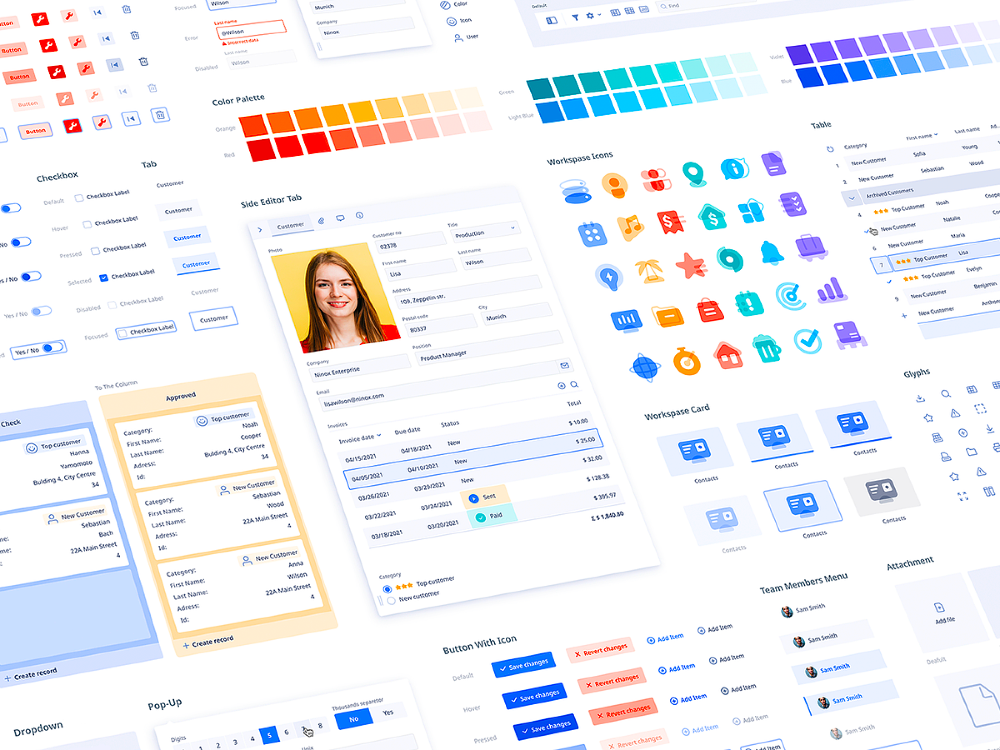 Button
Button
Button
Button
Focused
Wilson
Last name
Error
@Wilson
Incorrect data
Last name
Disabled
Wilson
Munich
Company
Ninox
Color
Icon
User
Default
Find
Color Palette
Orange
Red
Green
Light Blue
Violet
Blue
Checkbox
Default
Checkbox Label
Hover
Checkbox Label
Pressed
Checkbox Label
Selected
Checkbox Label
Disabled
Checkbox Label
Focused
Checkbox Label
No
No
/ No
Yes / No
Yes / No
Tab
Customer
Customer
Customer
Customer
Customer
Customer
Side Editor Tab
Customer
Photo
Customer no
02378
Title
Production
First name
Lisa
Last name
Wilson
Address
109, Zeppelin str.
Postal code
80337
City
Munich
Company
Ninox Enterprise
Position
Product Manager
Email
lisawilson@ninox.com
Invoices
Invoice date
Due date
Status
Total
04/15/2021
04/18/2021
New
$ 10.00
04/05/2021
04/10/2021
New
$ 25.00
03/26/2021
03/29/2021
New
$ 32.00
03/22/2021
03/24/2021
Sent
$ 128.38
03/18/2021
03/20/2021
Paid
$ 395.97
Σ $ 1,840.80
Category
Top customer
New customer
Workspase Icons
Table
Category
First name
Last name
Ad...
1
New Customer
Sofia
Young
2
New Customer
Sebastian
Wood
Archived Customers
4
Top Customer
Noah
Coope
New Customer
Natalie
6
New Customer
Maria
7
Top Customer
Lisa
Top Customer
Evelyn
9
New Customer
Benjamin
New Customer
Anthon
Glyphs
Workspase Card
Contacts
Contacts
Contacts
Contacts
Contacts
Contacts
To The Column
Check
Top customer
Hanna
Yamomoto
Bulding 4, City Centre
34
New Customer
Sebastian
Bach
22A Main Street
4
Create record
Approved
Category:
Top customer
First Name:
Noah
Last Name:
Cooper
Adress:
Bulding 4, City Centre
Id:
34
Category:
New Customer
First Name:
Sebastian
Last Name:
Wood
Adress:
22A Main Street
Id:
4
Category:
New Customer
First Name:
Anna
Last Name:
Wilson
Adress:
22A Main Street
Id:
4
Create record
Dropdown
Pop-Up
Digits
1 2 3 4 5 6 7 8
Thousands separetor
No
Yes
Unix
Button With Icon
Default
Save changes
Revert changes
Add Item
Add Item
Hover
Save changes
Revert changes
Add Item
Add Item
Pressed
Save changes
Revert changes
Add Item
Add Item
Revert changes
Add Item
Add Item
Add Item
Team Members Menu
Sam Smith
Sam Smith
Sam Smith
Sam Smith
Sam Smith
Attachment
Add file
Deafult